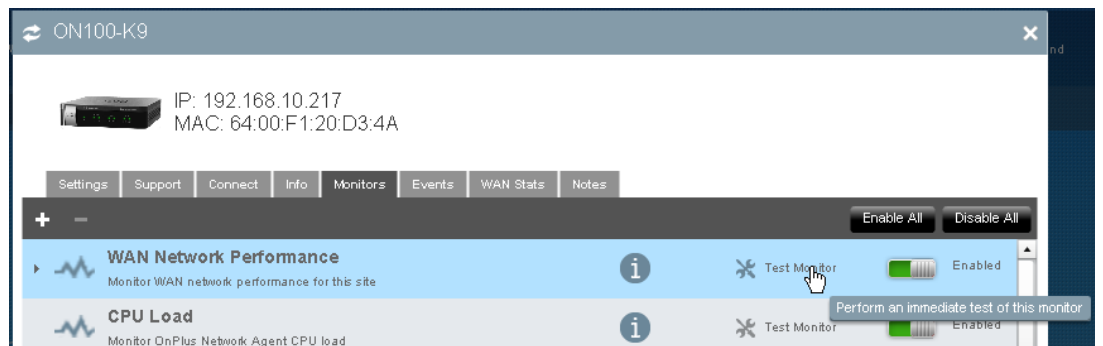 ON100-K9
nd
IP: 192.168.10.217
MAC: 64:00:F1:20:D3:4A
Settings Support Connect Info Monitors Events WAN Stats Notes
Enable All Disable All
WAN Network Performance
Monitor WAN network performance for this site
Test Monitor
Enabled
Perform an immediate test of this monitor
CPU Load
Monitor OnPlus Network Agent CPU load
Test Monitor
Enabled